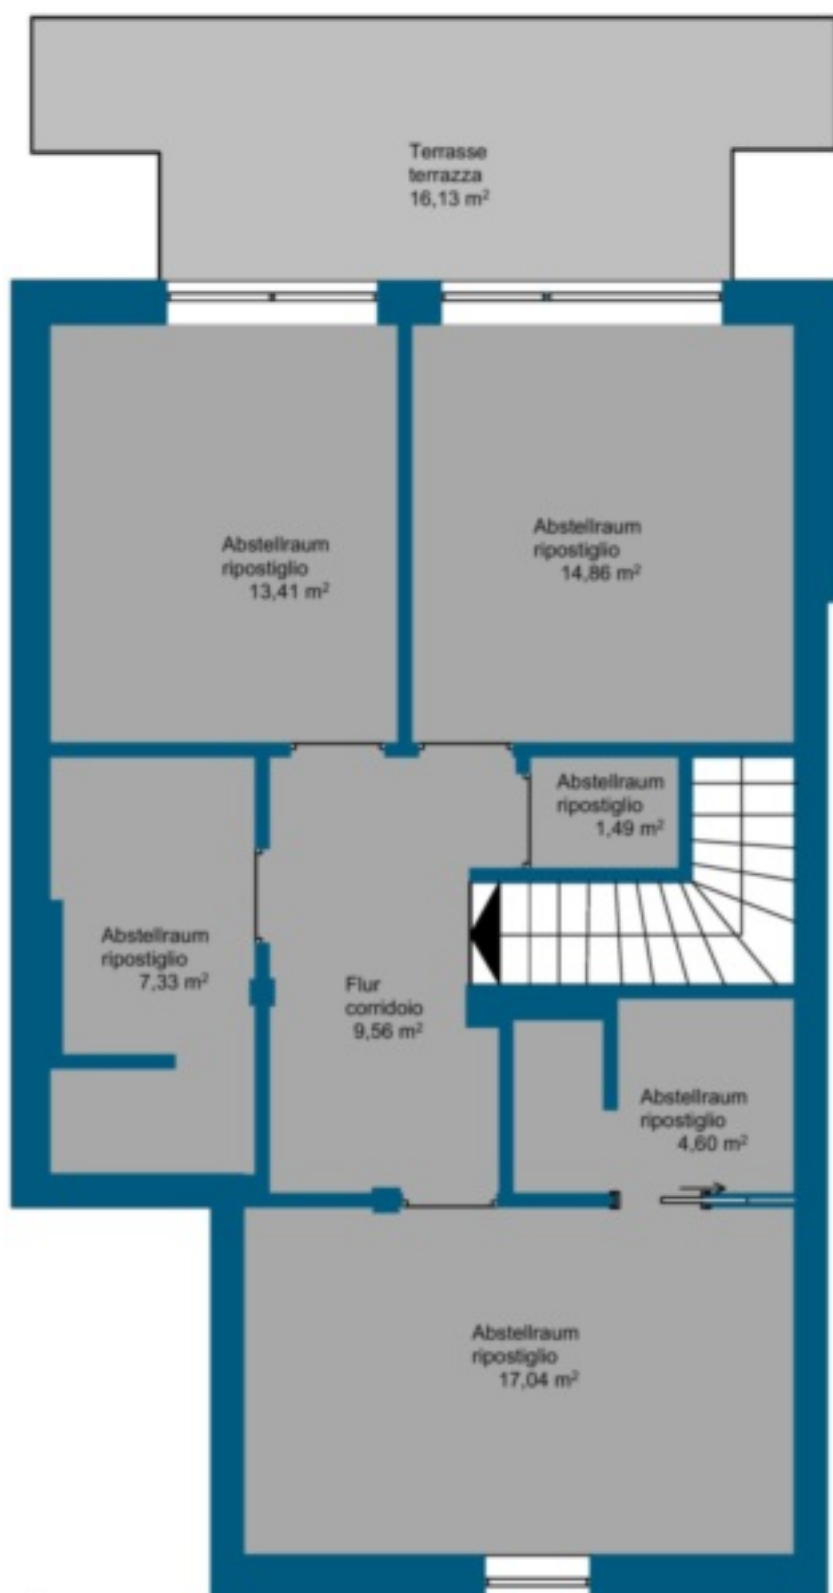 Terrasse
terrazza
16,13 m²
Abstellraum
ripostiglio
13,41 m²
Abstellraum
ripostiglio
14,86 m²
Abstellraum
ripostiglio
1,49 m²
Abstellraum
ripostiglio
7,33 m²
Flur
corridoio
9,56 m²
Abstellraum
ripostiglio
4,60 m²
Abstellraum
ripostiglio
17,04 m²